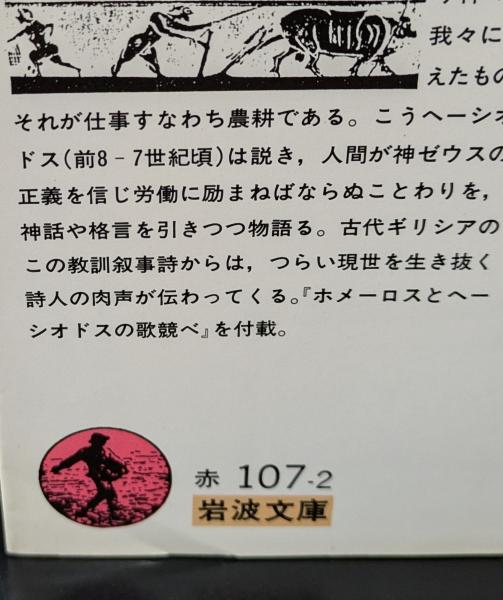 我々に
えたもの
それが仕事すなわち農耕である。こうヘーシオ
ドス(前8‐7世紀頃)は説き，人間が神ゼウスの
正義を信じ労働に励まねばならぬことわりを，
神話や格言を引きつつ物語る。古代ギリシアの
この教訓叙事詩からは，つらい現世を生き抜く
詩人の肉声が伝わってくる。『ホメーロスとヘー
シオドスの歌競べ』を付載。
赤 107-2
岩波文庫